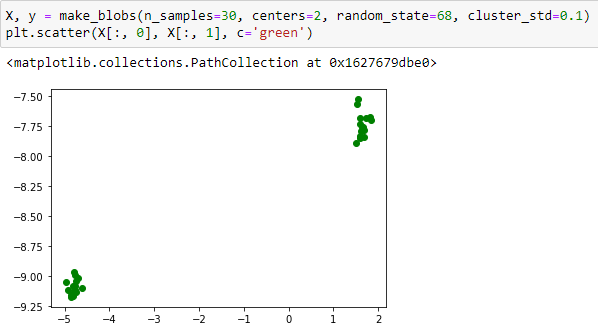 X, y = make_blobs(n_samples=30, centers=2, random_state=68, cluster_std=0.1)
plt.scatter(X[:, 0], X[:, 1], c='green')
<matplotlib.collections.PathCollection at 0x1627679dbe0>
−7.50
−7.75
−8.00
−8.25
−8.50
−8.75
−9.00
−9.25
−5 −4 −3 −2 −1 0 1 2